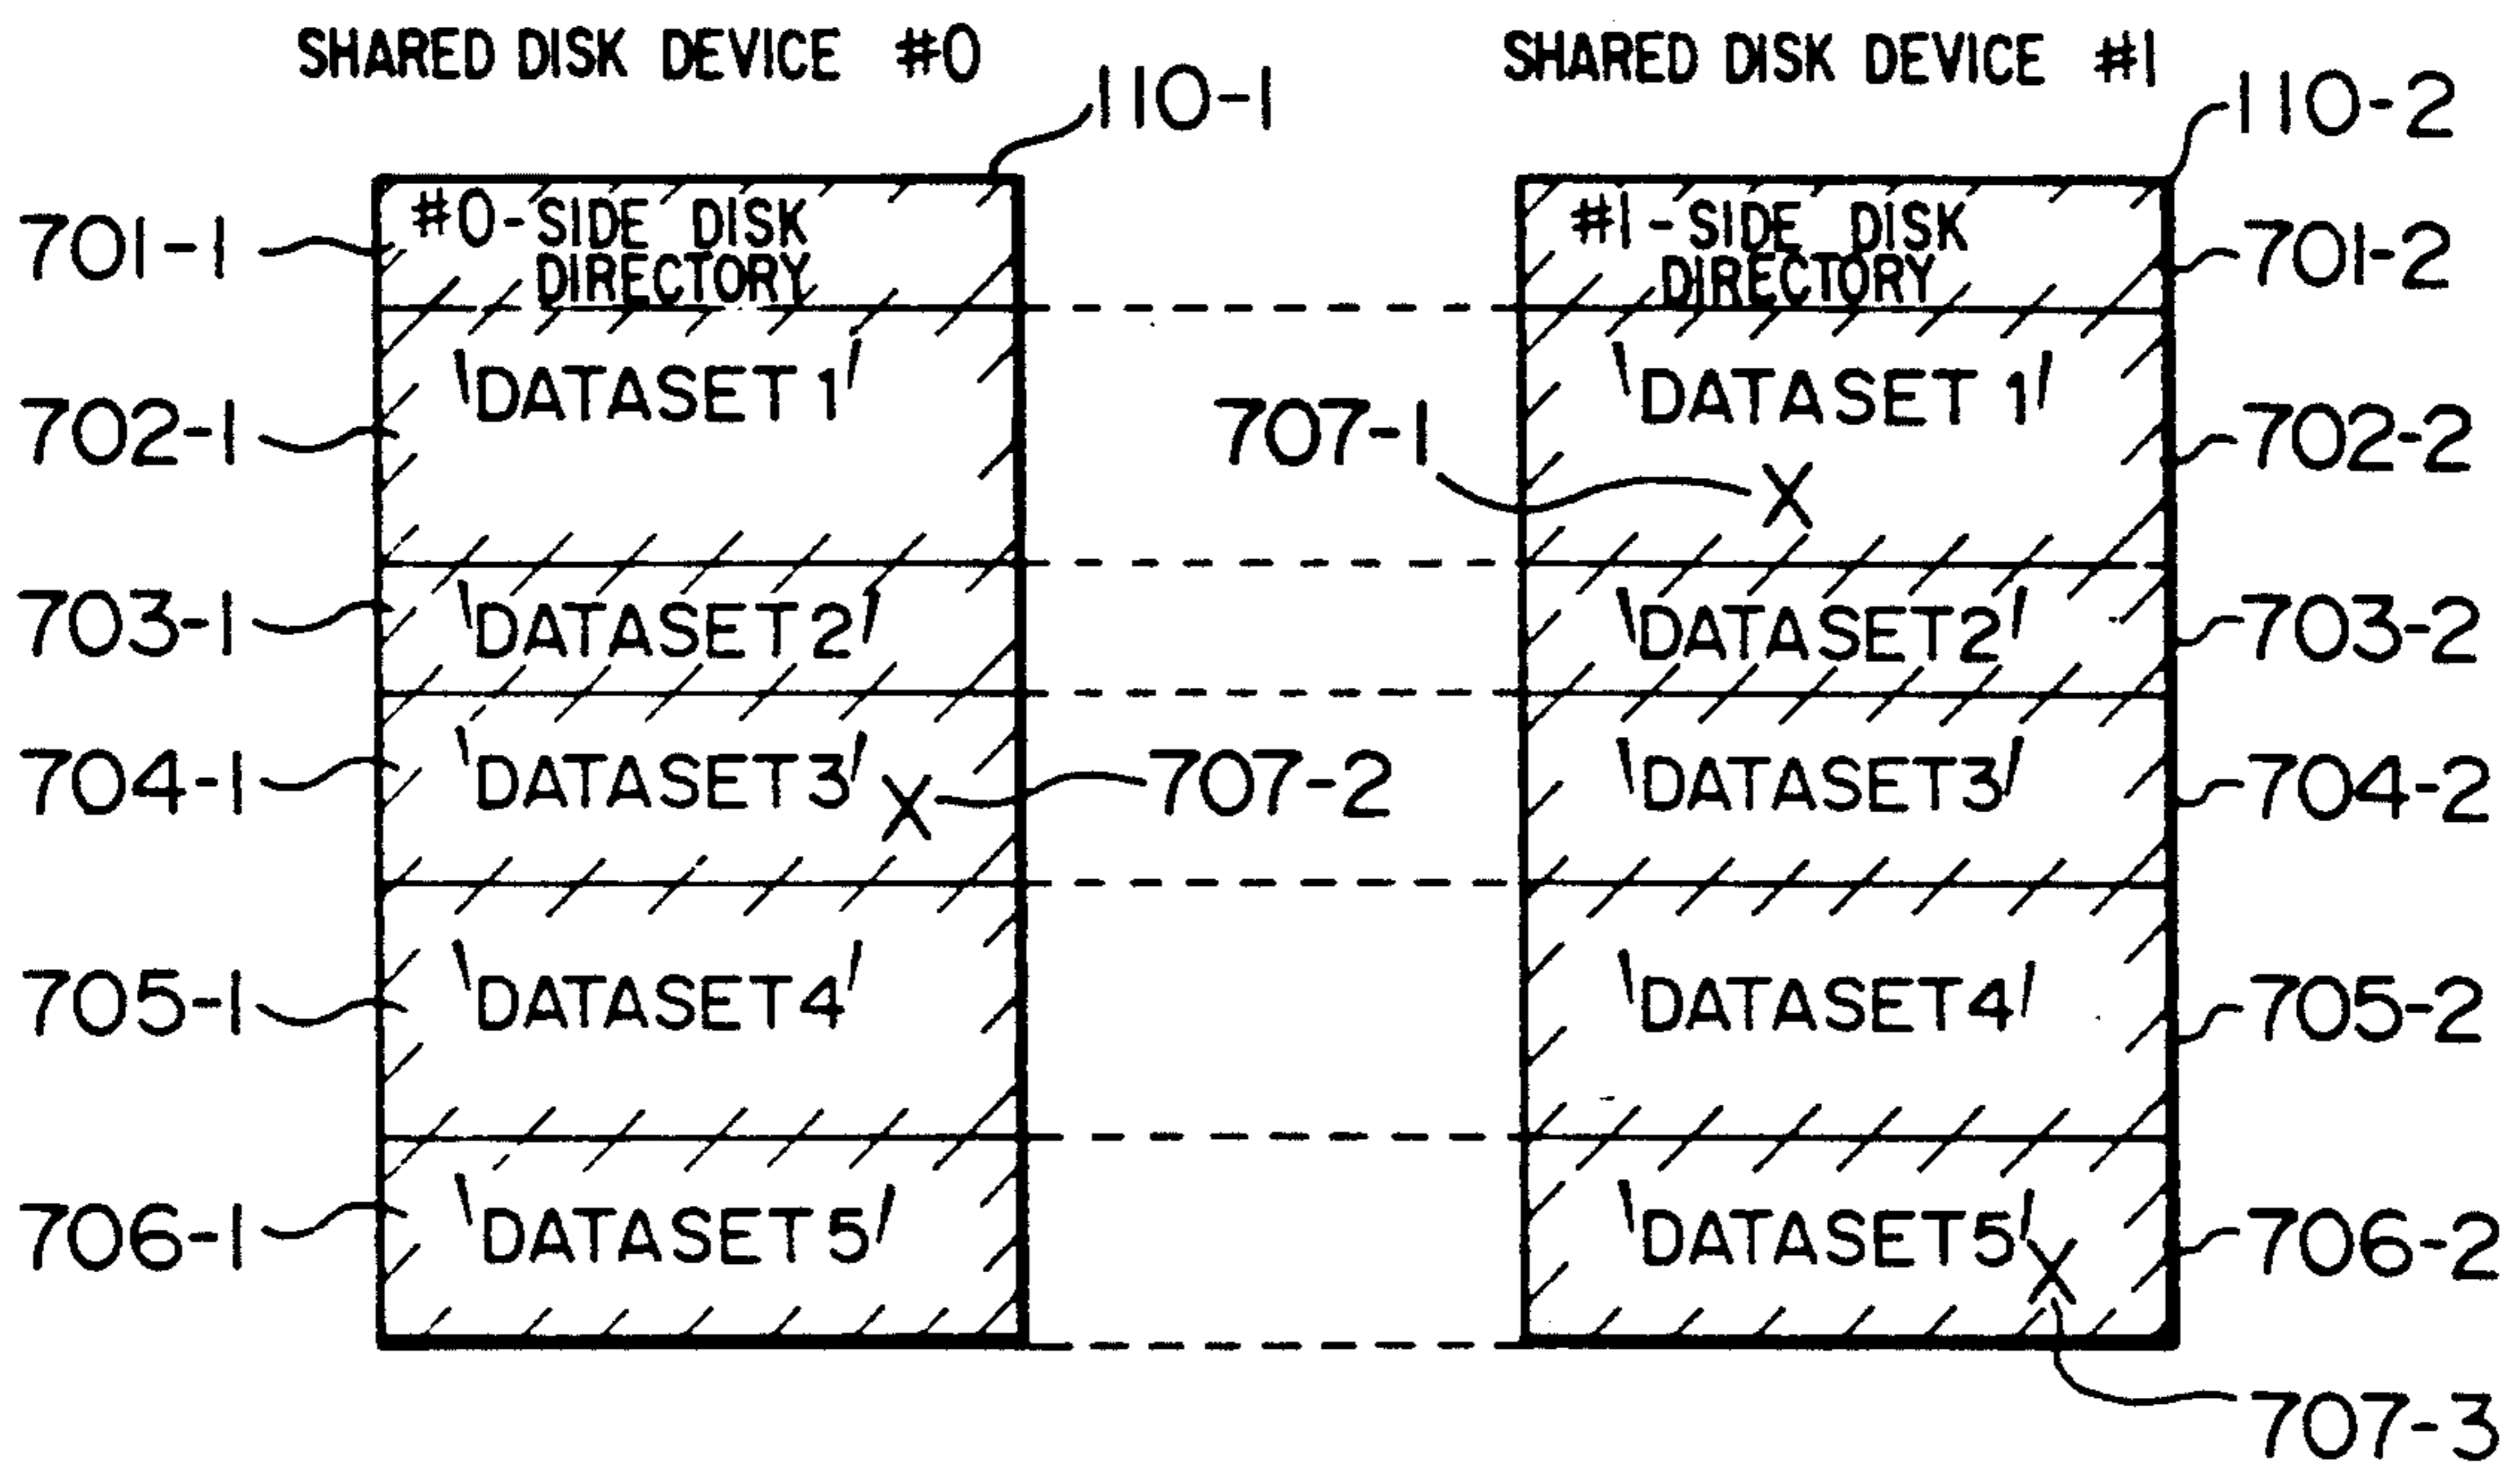 SHARED DISK DEVICE #0
110-1
701-1
#0-SIDE DISK
DIRECTORY
702-1
'DATASET 1'
703-1
'DATASET2'
704-1
'DATASET3'
X
707-2
705-1
'DATASET4'
706-1
'DATASET5'
SHARED DISK DEVICE #1
110-2
#1-SIDE DISK
DIRECTORY
701-2
'DATASET 1'
707-1
X
702-2
'DATASET2'
703-2
'DATASET3'
704-2
'DATASET4'
705-2
'DATASET5'
X
706-2
707-3